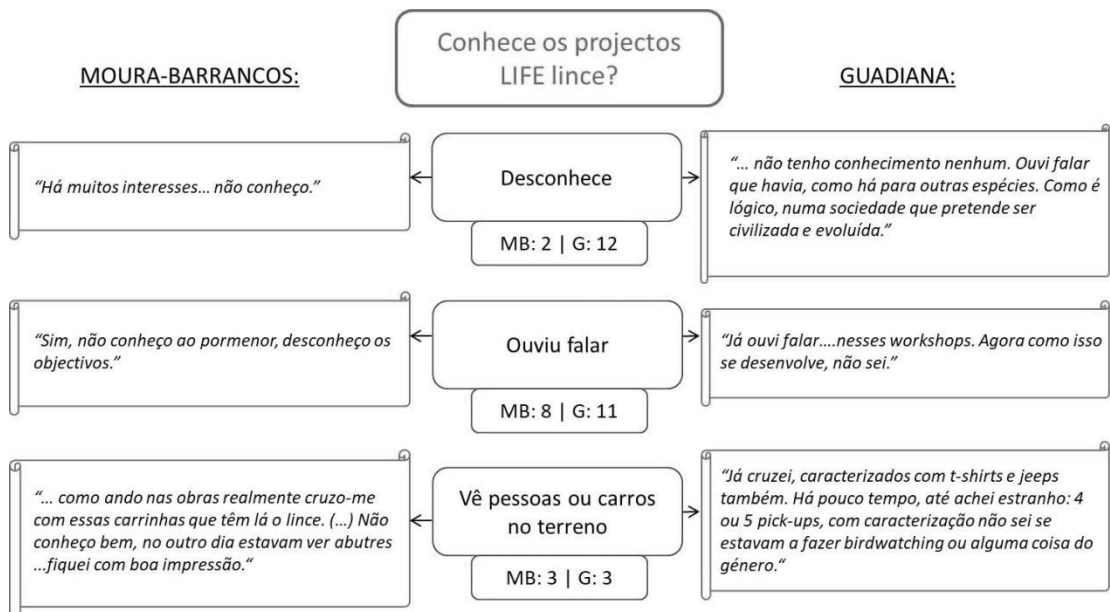 Conhece os projectos
LIFE lince?
MOURA-BARRANCOS:
GUADIANA:
“Há muitos interesses... não conheço.”
Desconhece
MB: 2 | G: 12
“... não tenho conhecimento nenhum. Ouvi falar
que havia, como há para outras espécies. Como é
lógico, numa sociedade que pretende ser
civilizada e evoluída.”
“Sim, não conheço ao pormenor, desconheço os
objectivos.”
Ouviu falar
MB: 8 | G: 11
“Já ouvi falar....nesses workshops. Agora como isso
se desenvolve, não sei.”
“... como ando nas obras realmente cruzo-me
com essas carrinhas que têm lá o lince. (...) Não
conheço bem, no outro dia estavam ver abutres
...fiquei com boa impressão.“
Vê pessoas ou carros
no terreno
MB: 3 | G: 3
“Já cruzei, caracterizados com t-shirts e jeeps
também. Há pouco tempo, até achei estranho: 4
ou 5 pick-ups, com caracterização não sei se
estavam a fazer birdwatching ou alguma coisa do
género.“